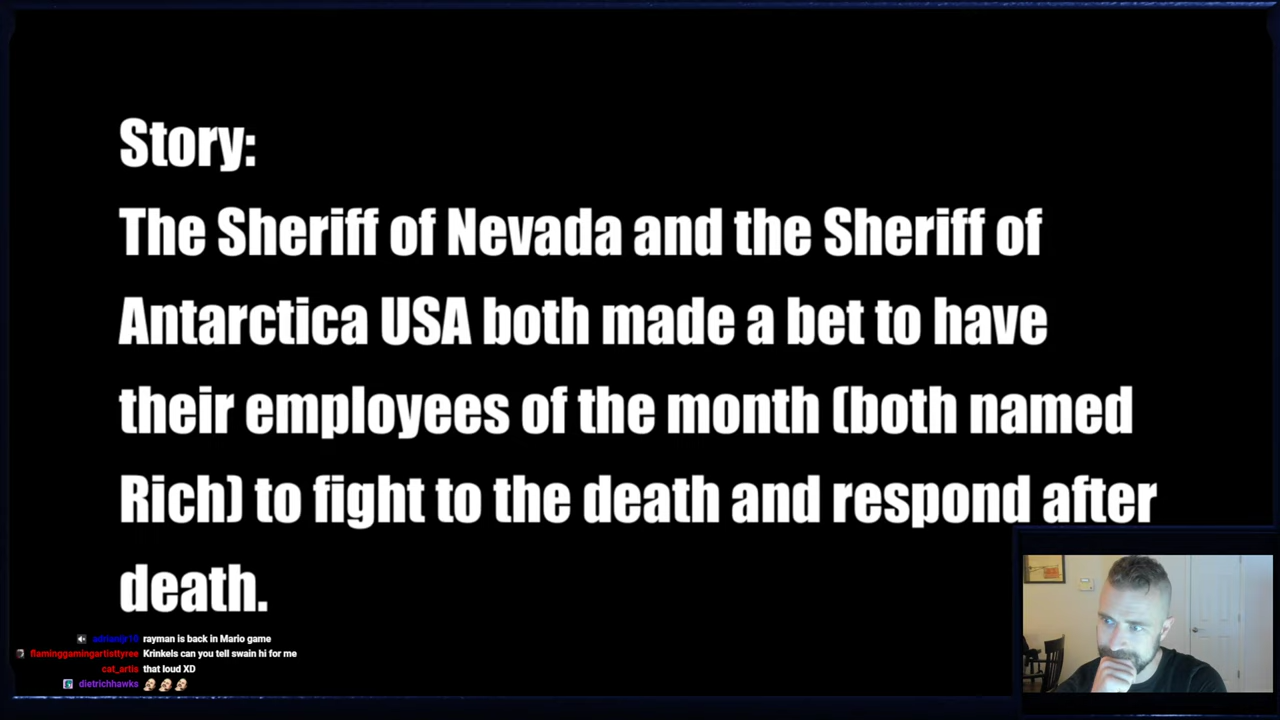 Story:
The Sheriff of Nevada and the Sheriff of
Antarctica USA both made a bet to have
their employees of the month (both named
Rich) to fight to the death and respond after
death.
adrianjr10 rayman is back in Mario game
flaminggamingartisttyree Krinkels can you tell swain hi for me
cat_artis that loud XD
dietrichhawks